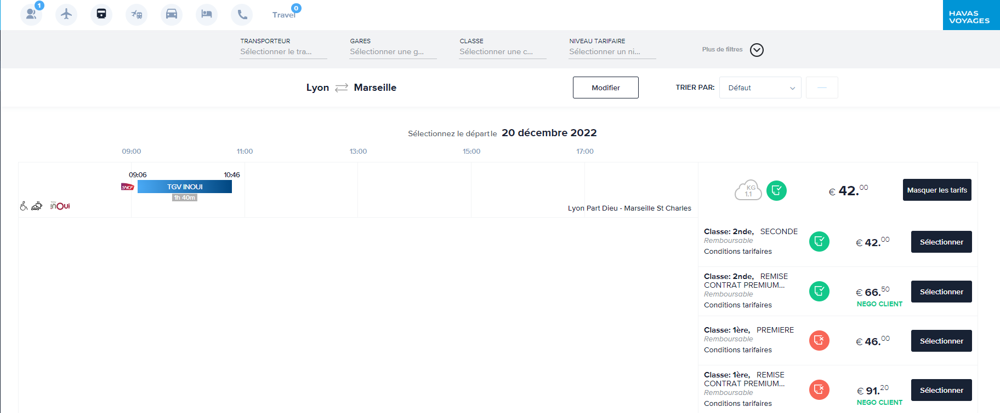 1
Travel
0
HAVAS
VOYAGES
TRANSPORTEUR
Sélectionner le tra...
GARES
Sélectionner une g...
CLASSE
Sélectionner une c...
NIVEAU TARIFAIRE
Sélectionner un ni...
Plus de filtres
Lyon
Marseille
Modifier
TRIER PAR:
Défaut
Sélectionnez le départ le 20 décembre 2022
09:00
11:00
13:00
15:00
17:00
09:06
10:46
SNCF
TGV INOUI
1h 40m
TGV
inOui
Lyon Part Dieu - Marseille St Charles
KG
1.1
€ 42.00
Masquer les tarifs
Classe: 2nde, SECONDE
Remboursable
Conditions tarifaires
€ 42.00
Sélectionner
Classe: 2nde, REMISE
CONTRAT PREMIUM...
Remboursable
Conditions tarifaires
€ 66.50
NEGO CLIENT
Sélectionner
Classe: 1ère, PREMIERE
Remboursable
Conditions tarifaires
€ 46.00
Sélectionner
Classe: 1ère, REMISE
CONTRAT PREMIUM...
Remboursable
Conditions tarifaires
€ 91.20
NEGO CLIENT
Sélectionner